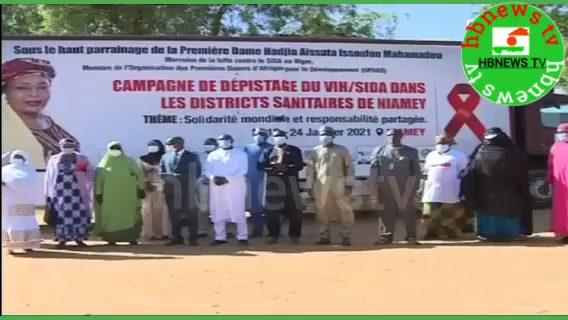 Sous le haut parrainage de la Première Dame Hadjia Aissata Issoufou Mahamadou
Marraine de la lutte contre le SIDA au Niger,
Membre de l'Organisation des Premières Dames d'Afrique pour le Développement (OPDAD)
CAMPAGNE DE DÉPISTAGE DU VIH/SIDA DANS
LES DISTRICTS SANITAIRES DE NIAMEY
THÈME : Solidarité mondiale et responsabilité partagée.
24 Janvier 2021 NIAMEY
hbnews tv
HBNEWS TV
hbnews tv
hbnews tv